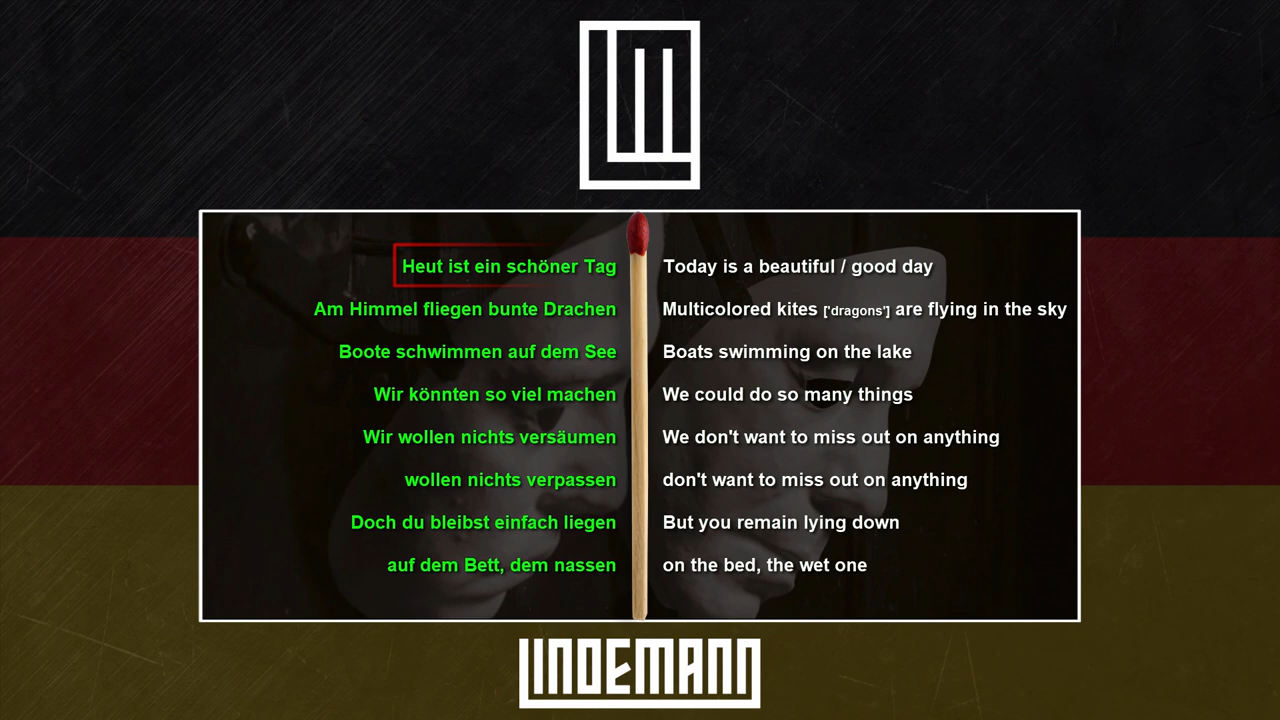 Heut ist ein schöner Tag
Am Himmel fliegen bunte Drachen
Boote schwimmen auf dem See
Wir könnten so viel machen
Wir wollen nichts versäumen
wollen nichts verpassen
Doch du bleibst einfach liegen
auf dem Bett, dem nassen
Today is a beautiful / good day
Multicolored kites ['dragons'] are flying in the sky
Boats swimming on the lake
We could do so many things
We don't want to miss out on anything
don't want to miss out on anything
But you remain lying down
on the bed, the wet one
LINDEMANN